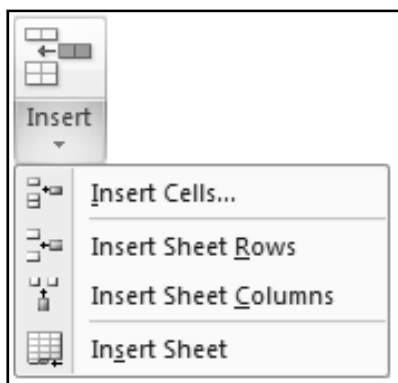 Insert
Insert Cells...
Insert Sheet Rows
Insert Sheet Columns
Insert Sheet